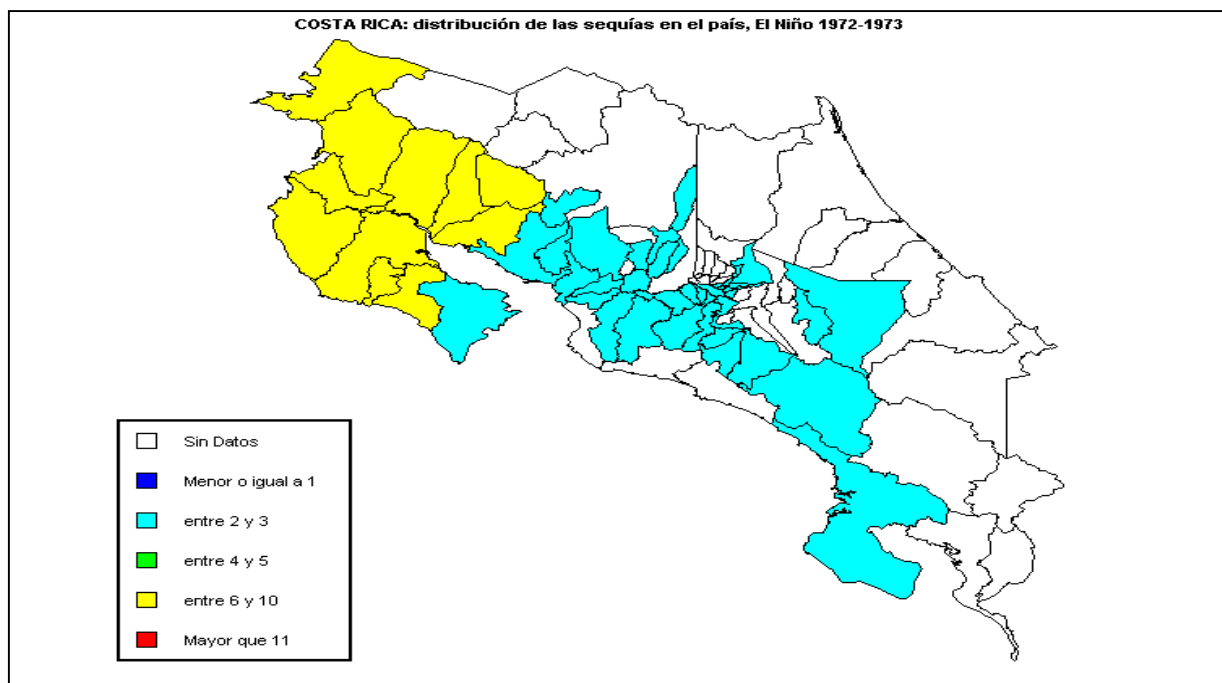 COSTA RICA: distribución de las sequías en el país, El Niño 1972-1973
Sin Datos
Menor o igual a 1
entre 2 y 3
entre 4 y 5
entre 6 y 10
Mayor que 11